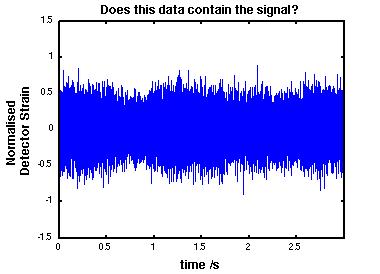 Does this data contain the signal?
1.5
1
0.5
0
-0.5
-1
-1.5
Normalised
Detector Strain
0 0.5 1 1.5 2 2.5
time /s